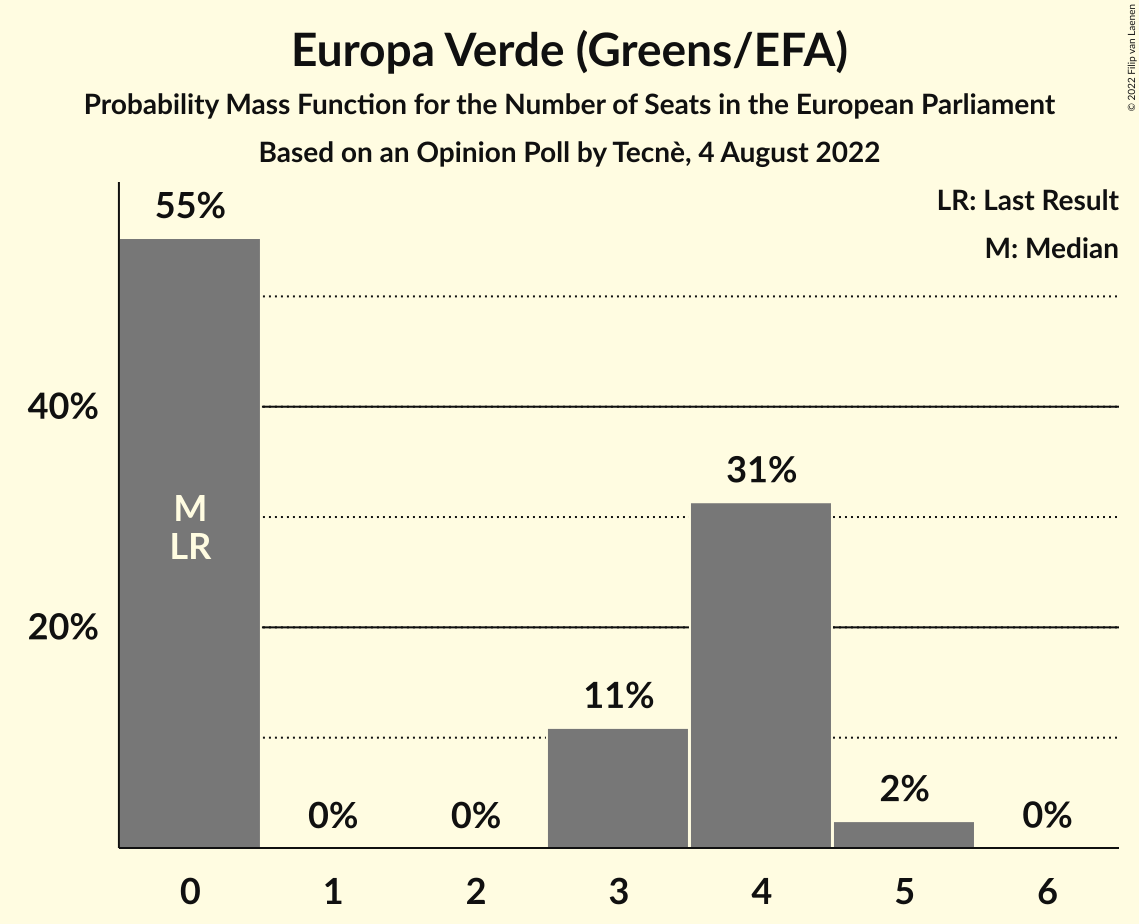 Europa Verde (Greens/EFA)
Probability Mass Function for the Number of Seats in the European Parliament
Based on an Opinion Poll by Tecnè, 4 August 2022
© 2022 Filip van Laenen
LR: Last Result
M: Median
55%
40%
31%
M
LR
20%
11%
2%
0%
0%
0%
0
1
2
3
4
5
6